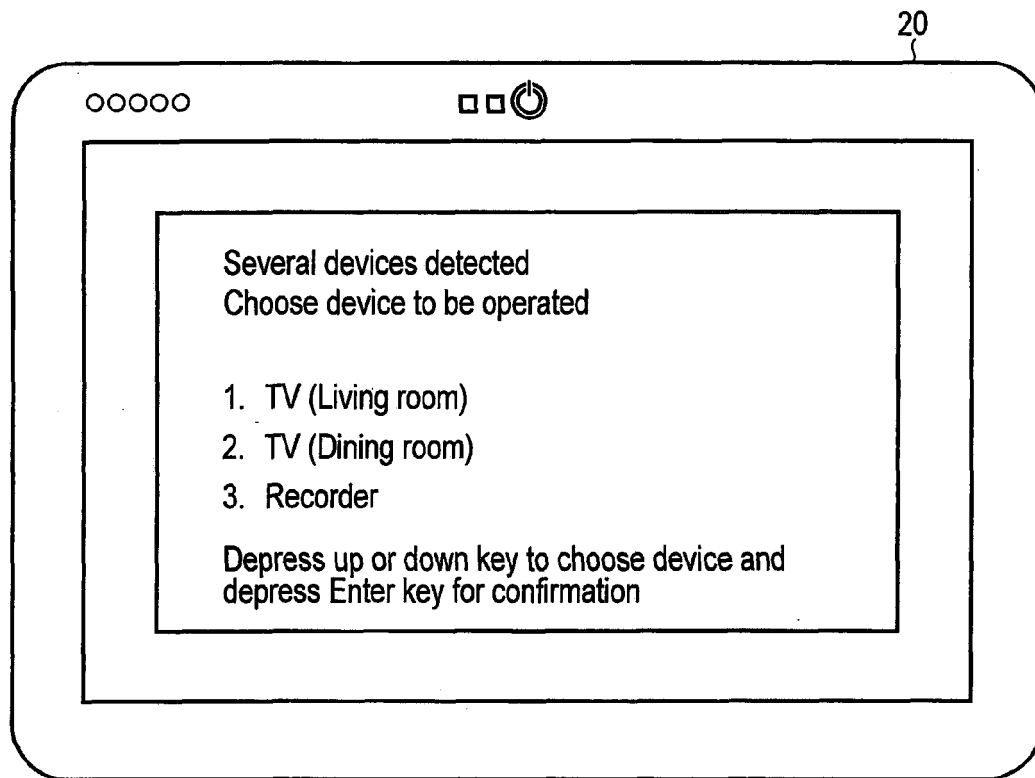 20
Several devices detected
Choose device to be operated
1. TV (Living room)
2. TV (Dining room)
3. Recorder
Depress up or down key to choose device and
depress Enter key for confirmation